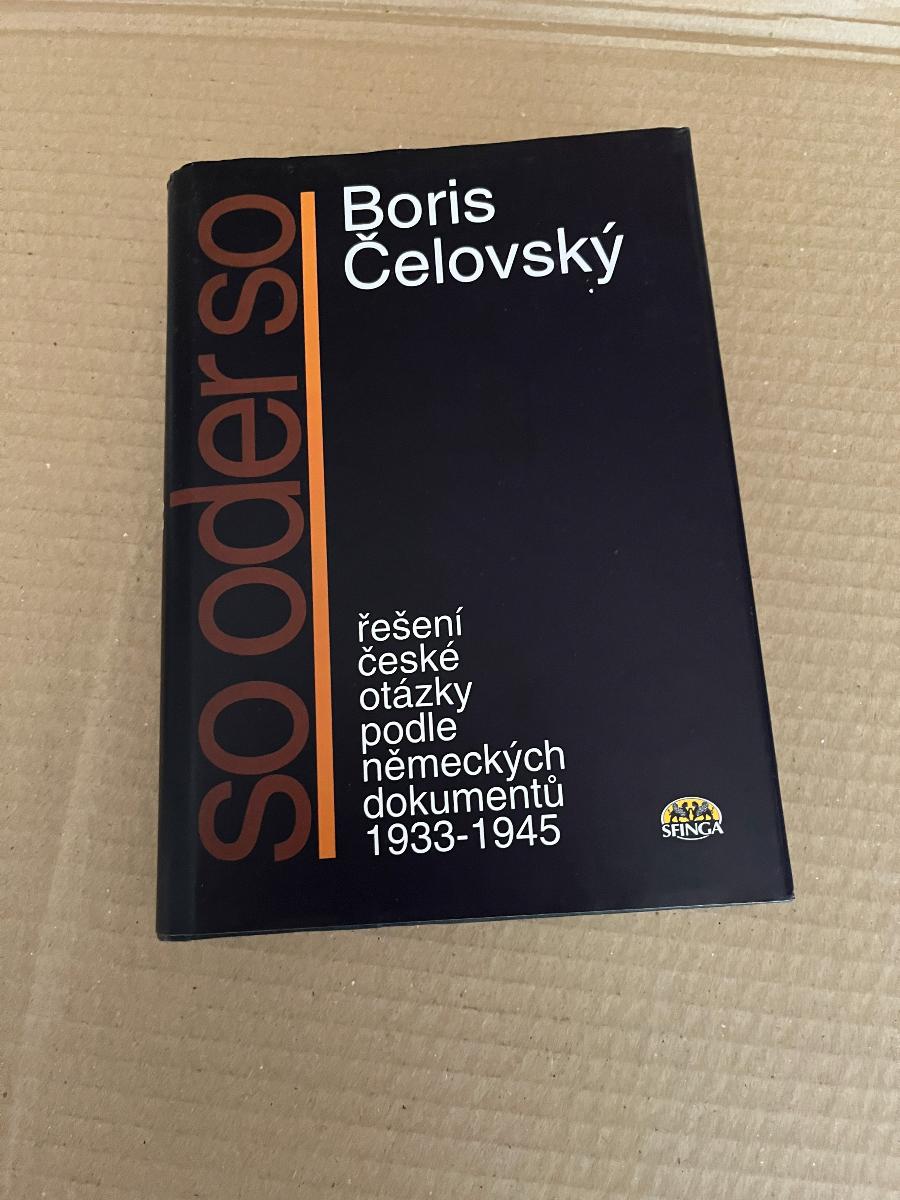 so oder so
Boris
Čelovský
řešení
české
otázky
podle
německých
dokumentů
1933-1945
SFINGA